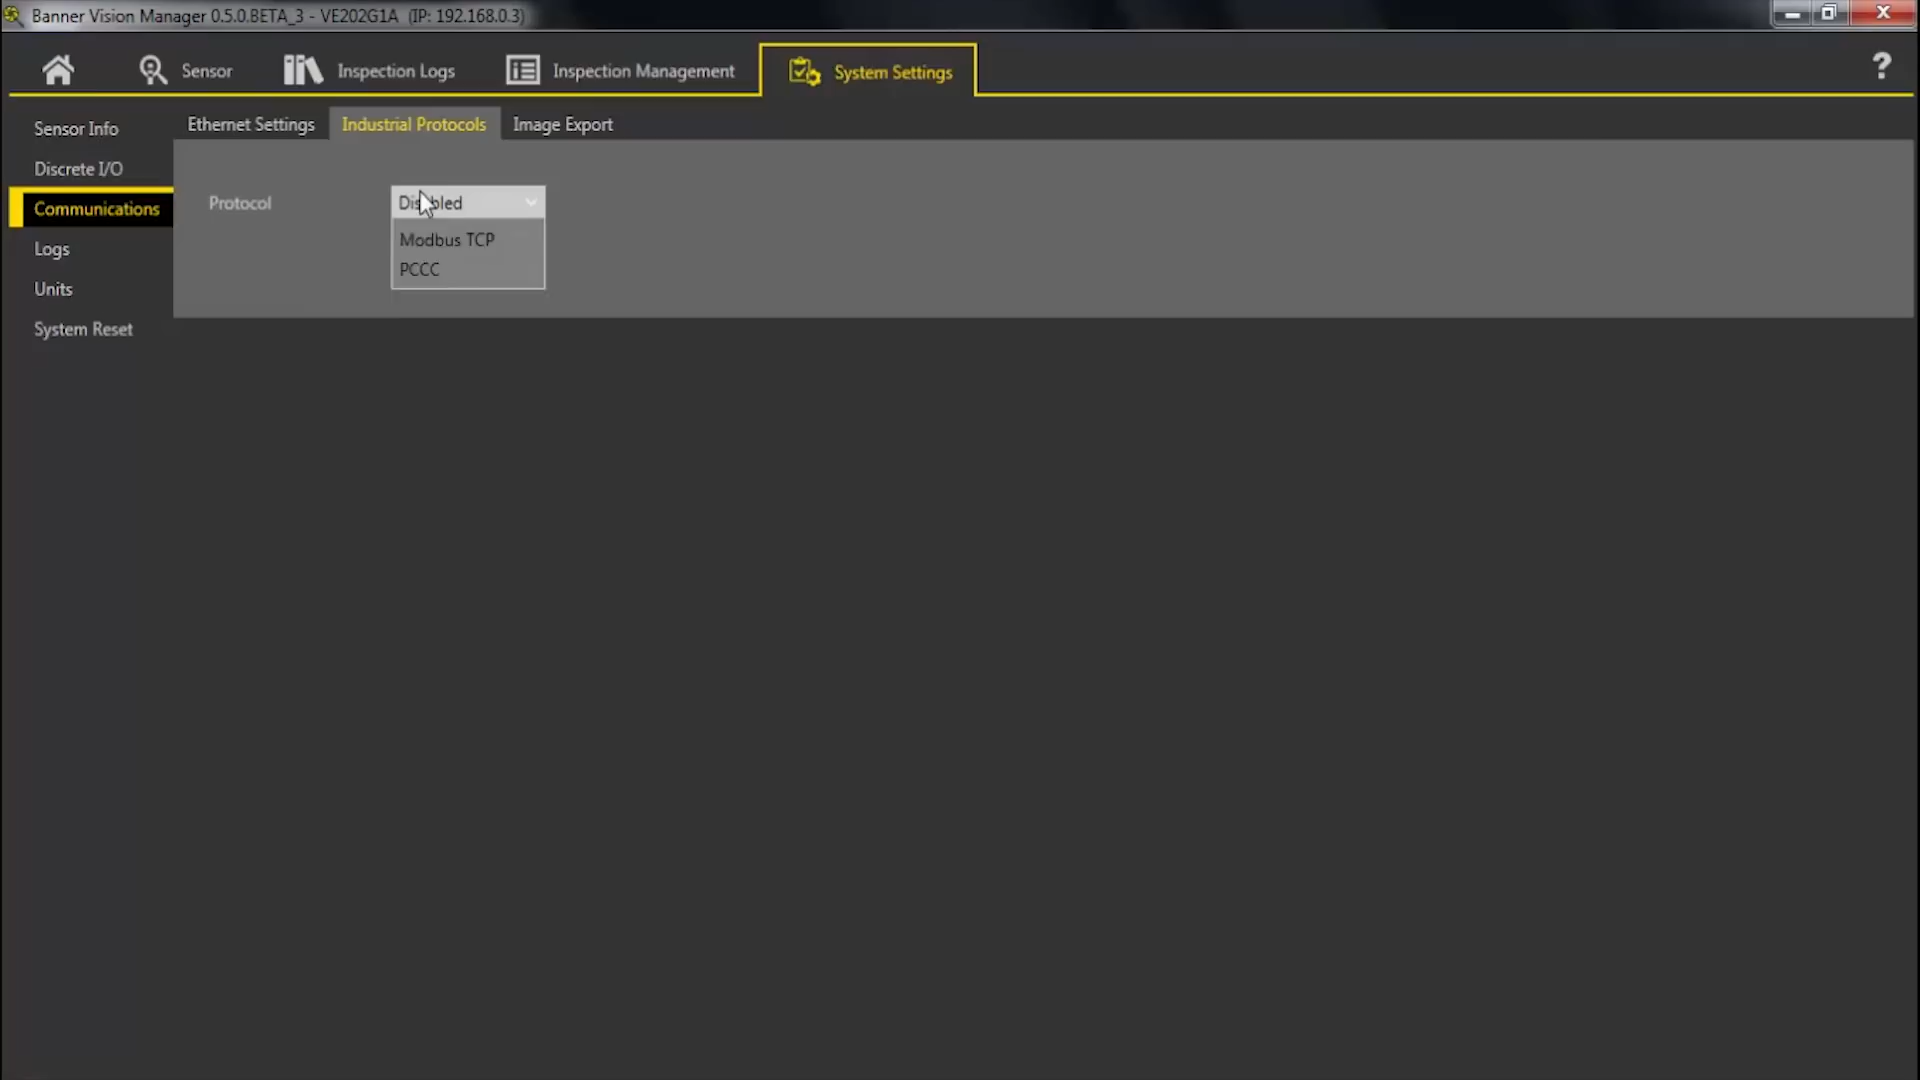 Banner Vision Manager 0.5.0.BETA_3 - VE202G1A (IP: 192.168.0.3)
Sensor
Inspection Logs
Inspection Management
System Settings
?
Sensor Info
Discrete I/O
Communications
Logs
Units
System Reset
Ethernet Settings
Industrial Protocols
Image Export
Protocol
Disabled
Modbus TCP
PCCC